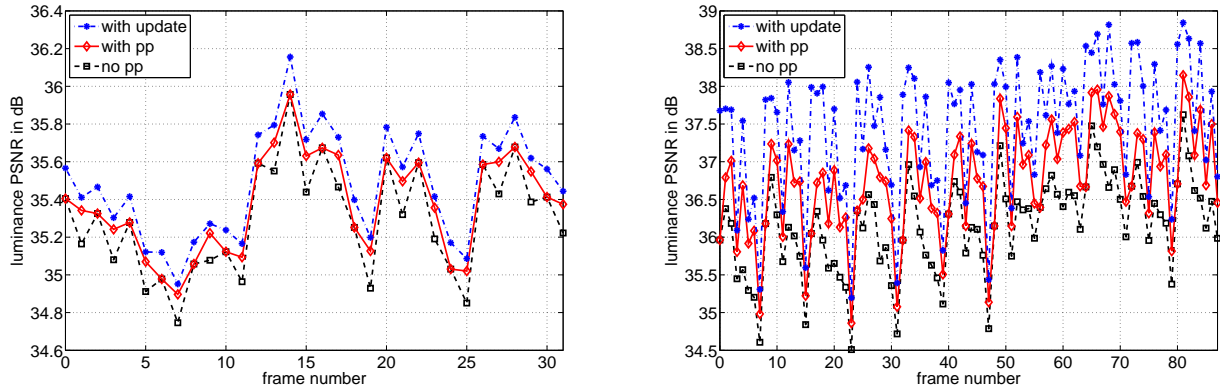 36.4
36.2
36
35.8
35.6
35.4
35.2
35
34.8
34.6
luminance PSNR in dB
0 5 10 15 20 25 30
frame number
with update
with pp
no pp
39
38.5
38
37.5
37
36.5
36
35.5
35
34.5
luminance PSNR in dB
0 10 20 30 40 50 60 70 80
frame number
with update
with pp
no pp